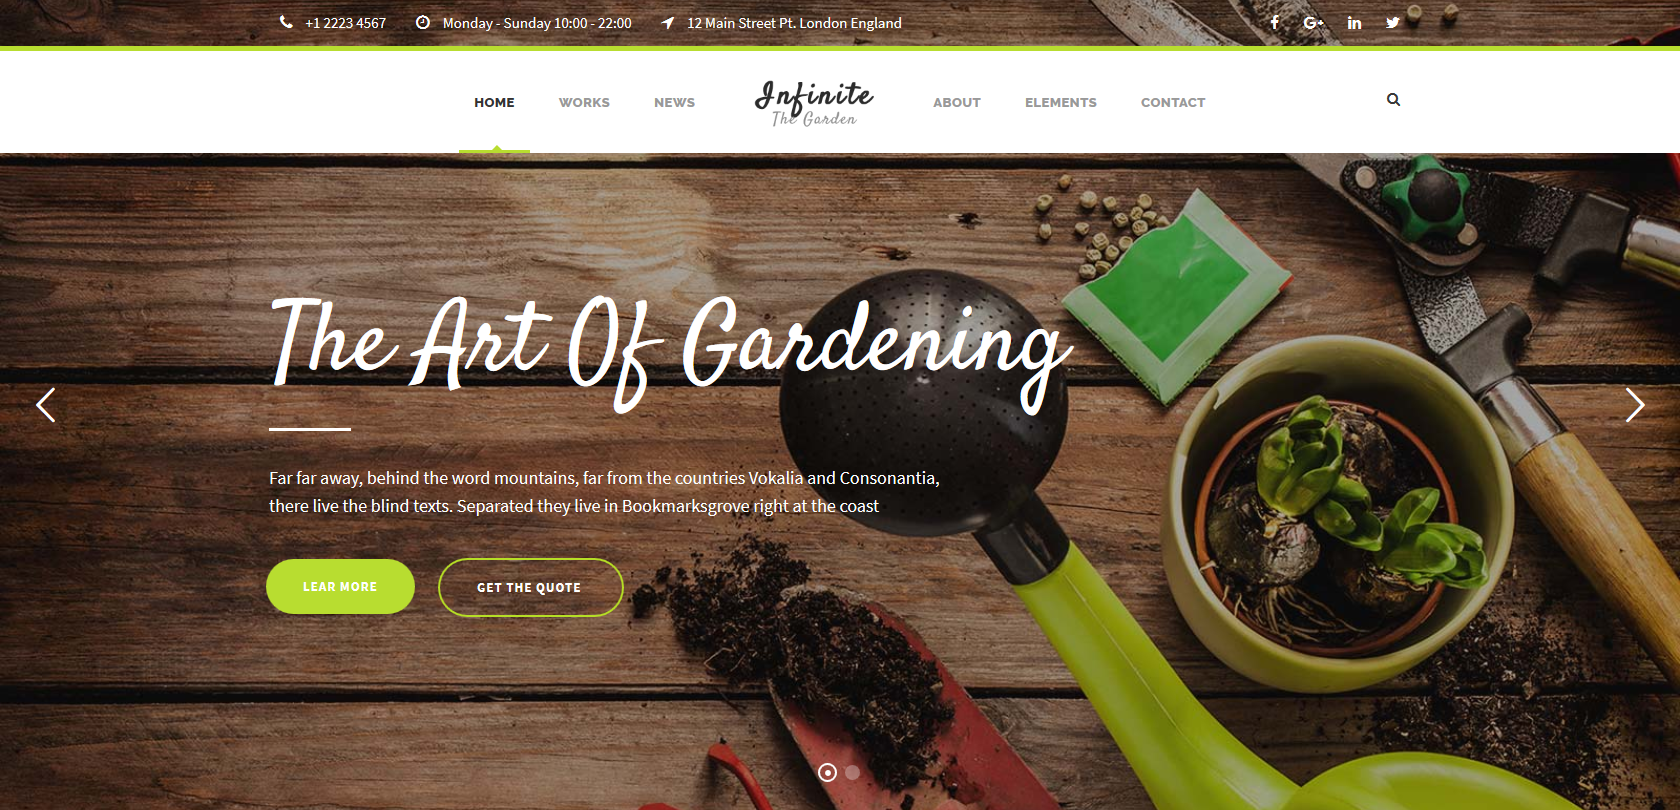 +1 2223 4567 Monday - Sunday 10:00 - 22:00 12 Main Street Pt. London England
HOME WORKS NEWS Infinite The Garden ABOUT ELEMENTS CONTACT
The Art Of Gardening
Far far away, behind the word mountains, far from the countries Vokalia and Consonantia,
there live the blind texts. Separated they live in Bookmarksgrove right at the coast
LEAR MORE GET THE QUOTE